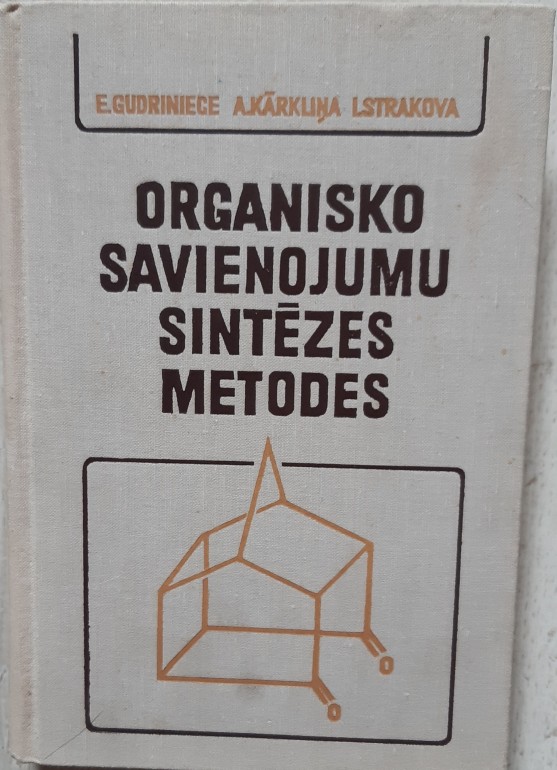 E.GUDRINIECE A.KĀRKLIŅA I.STRAKOVA
ORGANISKO
SAVIENOJUMU
SINTĒZES
METODES
O
O